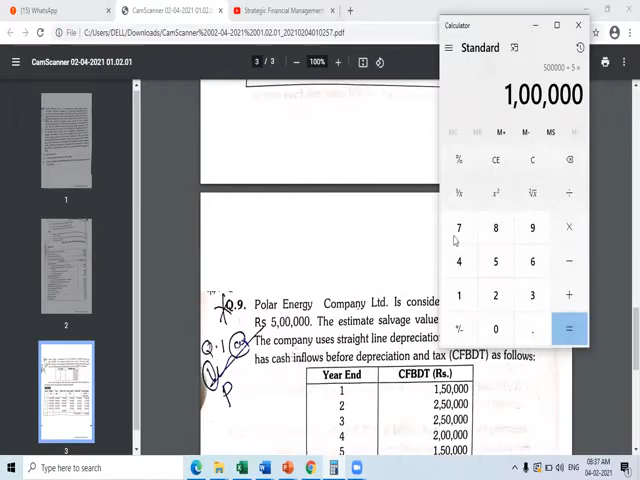 (15) WhatsApp
CamScanner 02-04-2021 01.02.01
Strategic Financial Management
File
C:/Users/DELL/Downloads/CamScanner%2002-04-2021%2001.02.01_20210204010257.pdf
CamScanner 02-04-2021 01.02.01
3 / 3
100%
1
2
3
Calculator
Standard
500000 ÷ 5 =
1,00,000
MC MR M+ M- MS
% CE C
¹/x x² ²√x ÷
7 8 9 ×
4 5 6 −
1 2 3 +
+/- 0 . =
Q.9. Polar Energy Company Ltd. Is conside
Rs 5,00,000. The estimate salvage value
The company uses straight line depreciatio
has cash inflows before depreciation and tax (CFBDT) as follows:
Q.1
P
Year End CFBDT (Rs.)
1 1,50,000
2 2,50,000
3 2,50,000
4 2,00,000
5 1,50,000
Type here to search
ENG
08:37 AM
04-02-2021